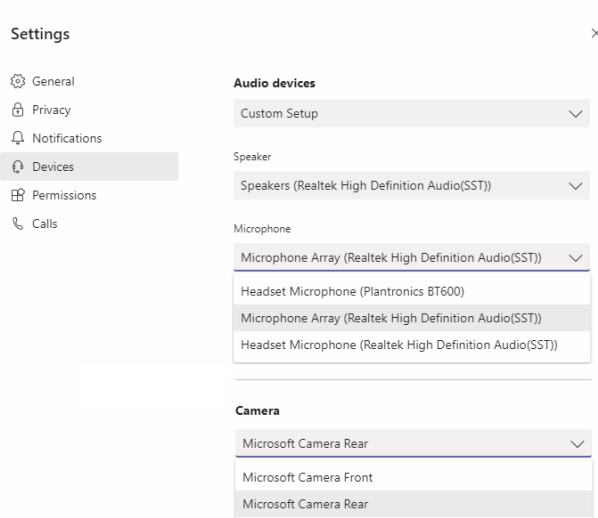 Settings
General
Privacy
Notifications
Devices
Permissions
Calls
Audio devices
Custom Setup
Speaker
Speakers (Realtek High Definition Audio(SST))
Microphone
Microphone Array (Realtek High Definition Audio(SST))
Headset Microphone (Plantronics BT600)
Microphone Array (Realtek High Definition Audio(SST))
Headset Microphone (Realtek High Definition Audio(SST))
Camera
Microsoft Camera Rear
Microsoft Camera Front
Microsoft Camera Rear